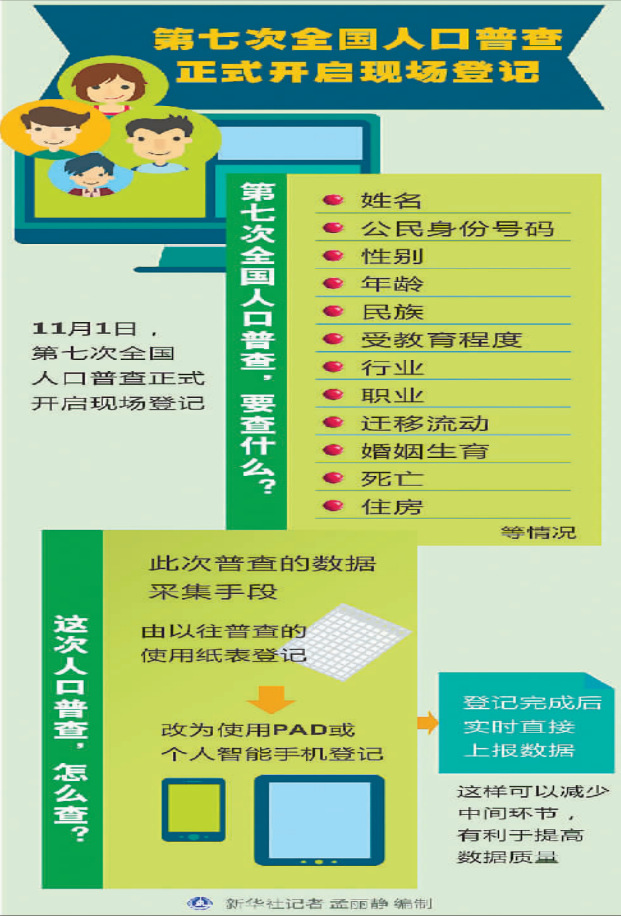 第七次全国人口普查
正式开启现场登记
11月1日，
第七次全国
人口普查正式
开启现场登记
第七次全国人口普查，要查什么？
姓名
公民身份号码
性别
年龄
民族
受教育程度
行业
职业
迁移流动
婚姻生育
死亡
住房
等情况
这次人口普查，怎么查？
此次普查的数据
采集手段
由以往普查的
使用纸表登记
改为使用PAD或
个人智能手机登记
登记完成后
实时直接
上报数据
这样可以减少
中间环节，
有利于提高
数据质量
新华社记者 孟丽静 编制